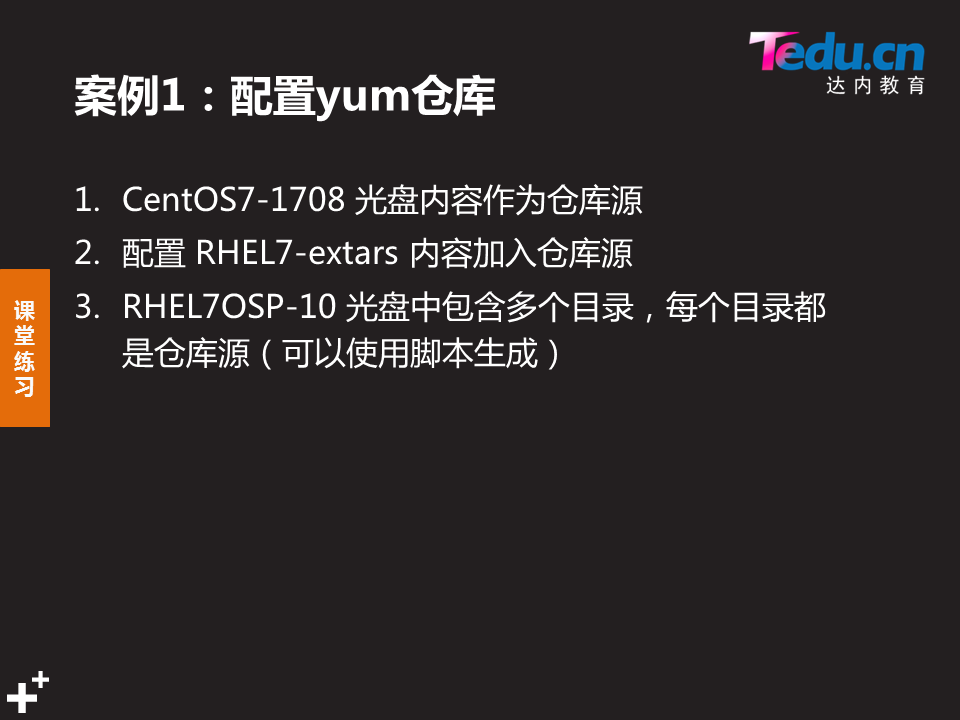 Tedu.cn
达内教育
案例1：配置yum仓库
1. CentOS7-1708 光盘内容作为仓库源
2. 配置 RHEL7-extars 内容加入仓库源
3. RHEL7OSP-10 光盘中包含多个目录，每个目录都
是仓库源（可以使用脚本生成）
课
堂
练
习